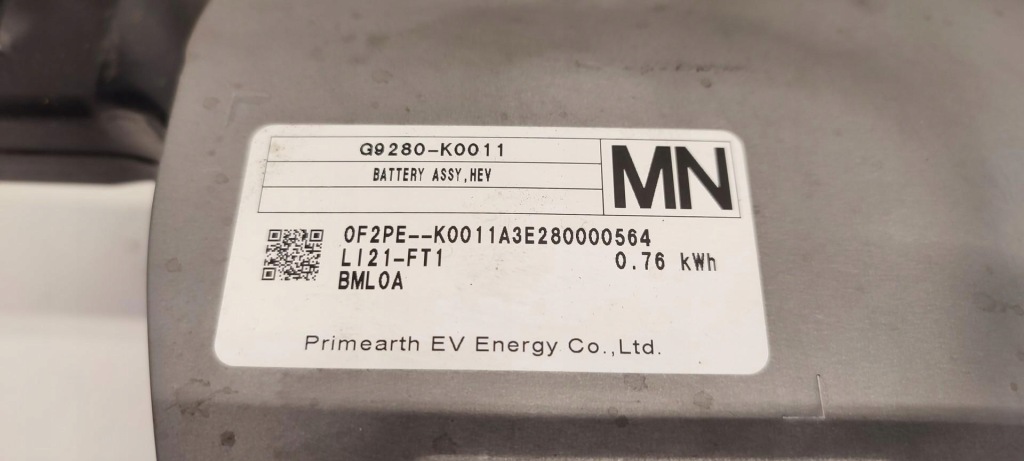 G9280-K0011
BATTERY ASSY,HEV
MN
0F2PE--K0011A3E280000564
LI21-FT1 0.76 kWh
BML0A
Primearth EV Energy Co.,Ltd.